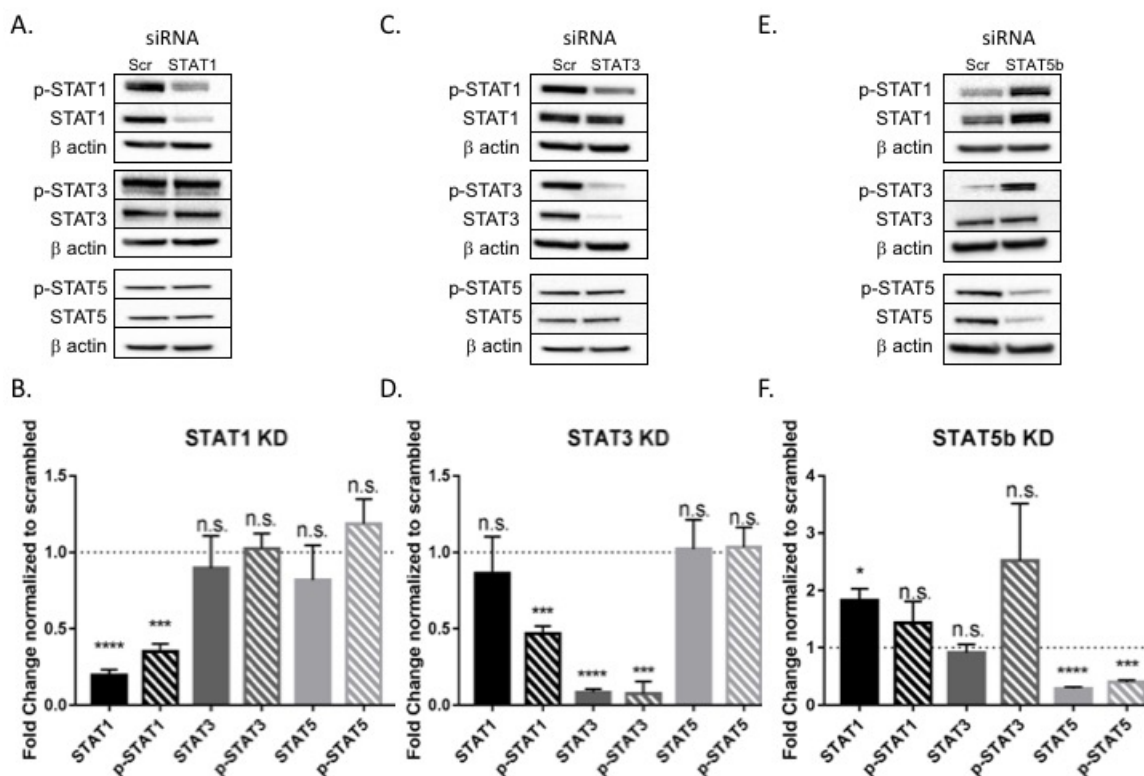 A.
siRNA
Scr STAT1
p-STAT1
STAT1
β actin
p-STAT3
STAT3
β actin
p-STAT5
STAT5
β actin
C.
siRNA
Scr STAT3
p-STAT1
STAT1
β actin
p-STAT3
STAT3
β actin
p-STAT5
STAT5
β actin
E.
siRNA
Scr STAT5b
p-STAT1
STAT1
β actin
p-STAT3
STAT3
β actin
p-STAT5
STAT5
β actin
B.
STAT1 KD
Fold Change normalized to scrambled
1.5
1.0
0.5
0.0
****
***
n.s.
n.s.
n.s.
n.s.
STAT1
p-STAT1
STAT3
p-STAT3
STAT5
p-STAT5
D.
STAT3 KD
Fold Change normalized to scrambled
1.5
1.0
0.5
0.0
n.s.
***
****
***
n.s.
n.s.
STAT1
p-STAT1
STAT3
p-STAT3
STAT5
p-STAT5
F.
STAT5b KD
Fold Change normalized to scrambled
4
3
2
1
0
*
n.s.
n.s.
n.s.
****
***
STAT1
p-STAT1
STAT3
p-STAT3
STAT5
p-STAT5